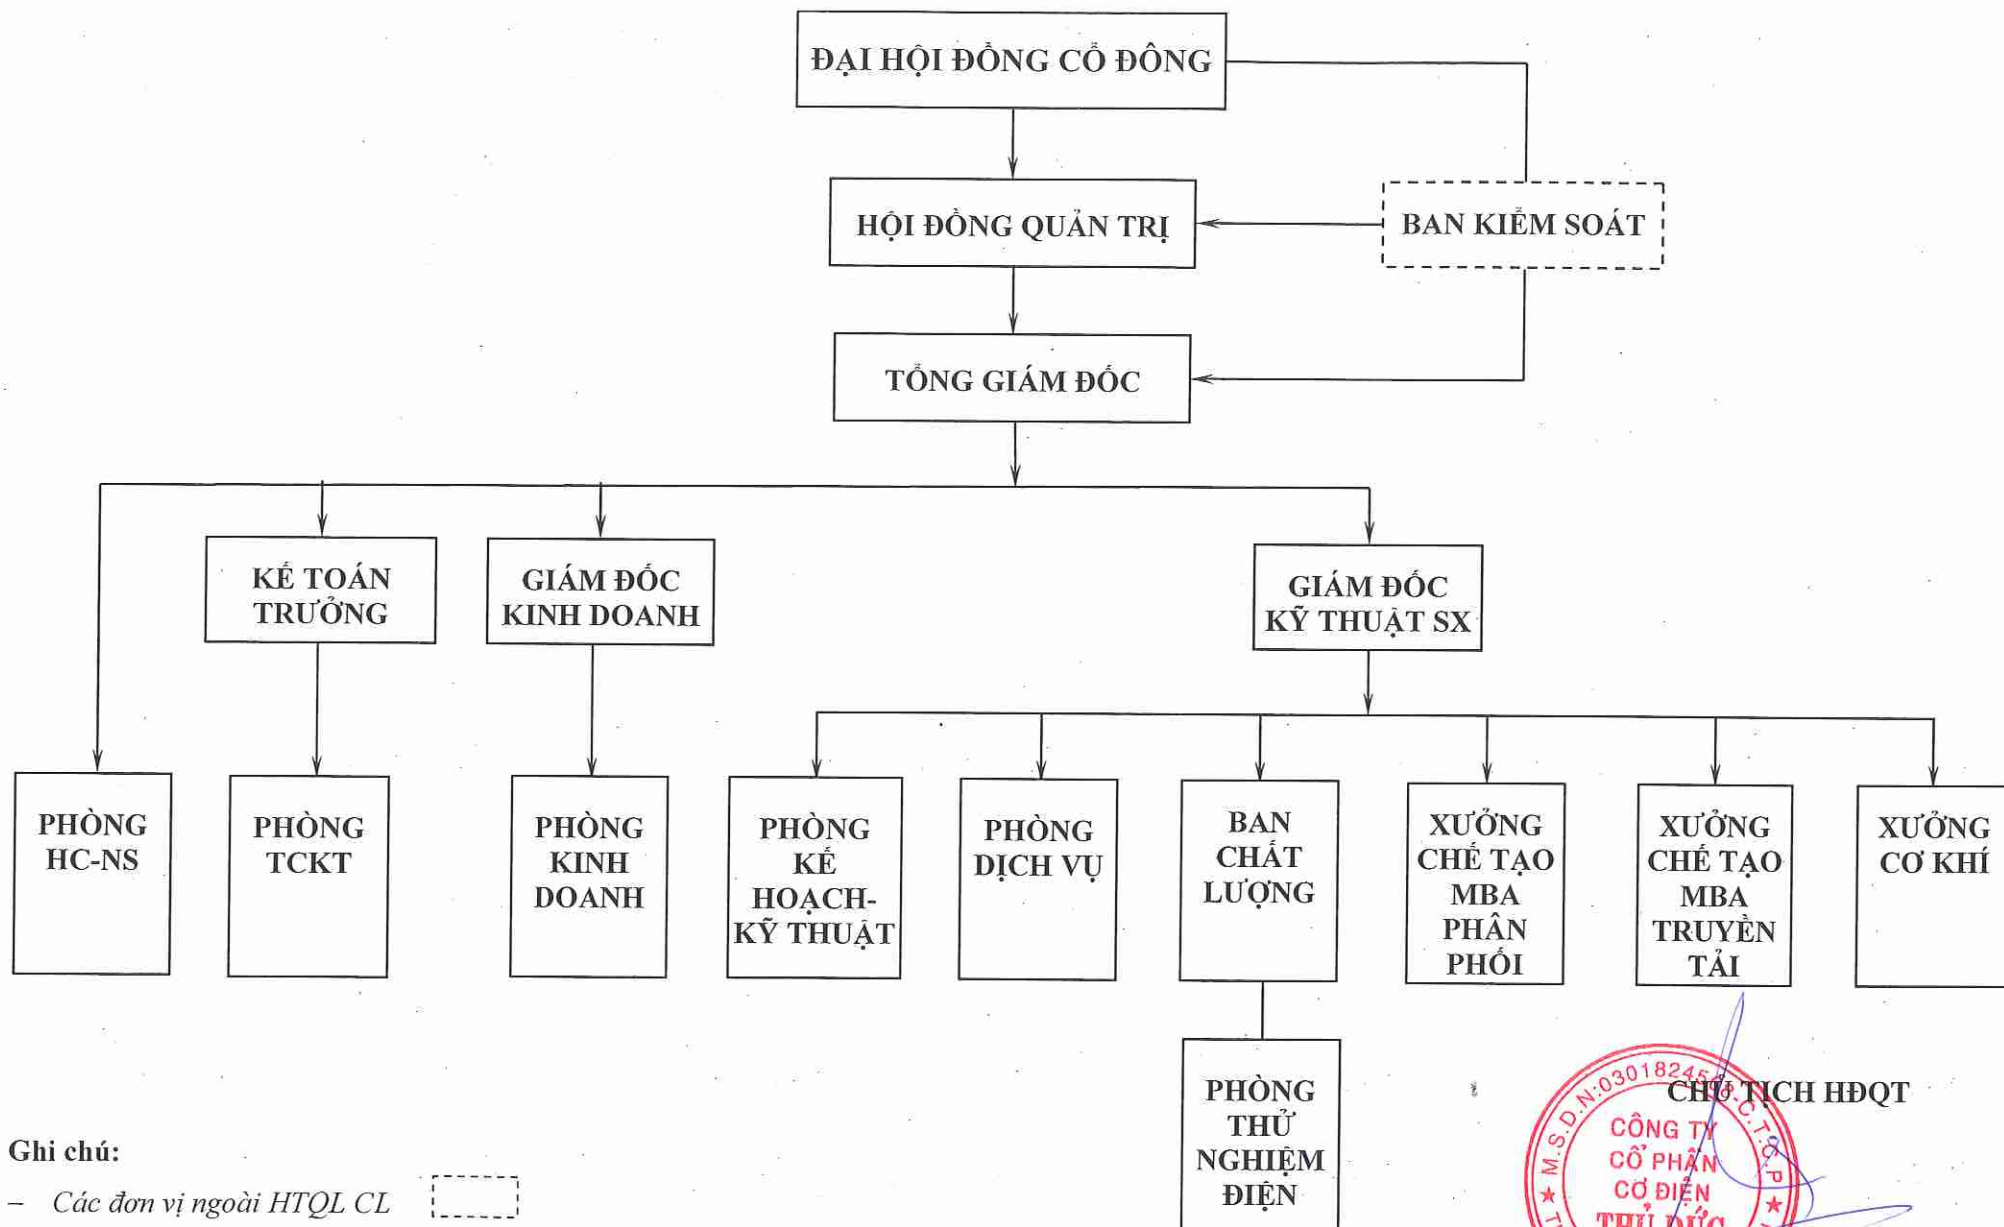 ĐẠI HỘI ĐỒNG CỔ ĐÔNG
HỘI ĐỒNG QUẢN TRỊ
BAN KIỂM SOÁT
TỔNG GIÁM ĐỐC
KẾ TOÁN
TRƯỞNG
GIÁM ĐỐC
KINH DOANH
GIÁM ĐỐC
KỸ THUẬT SX
PHÒNG
HC-NS
PHÒNG
TCKT
PHÒNG
KINH
DOANH
PHÒNG
KẾ
HOẠCH-
KỸ THUẬT
PHÒNG
DỊCH VỤ
BAN
CHẤT
LƯỢNG
XƯỞNG
CHẾ TẠO
MBA
PHÂN
PHỐI
XƯỞNG
CHẾ TẠO
MBA
TRUYỀN
TẢI
XƯỞNG
CƠ KHÍ
PHÒNG
THỬ
NGHIỆM
ĐIỆN
CHỦ TỊCH HĐQT
CÔNG TY
CỔ PHẦN
CƠ ĐIỆN
THỦ ĐỨC
Ghi chú:
– Các đơn vị ngoài HTQL CL